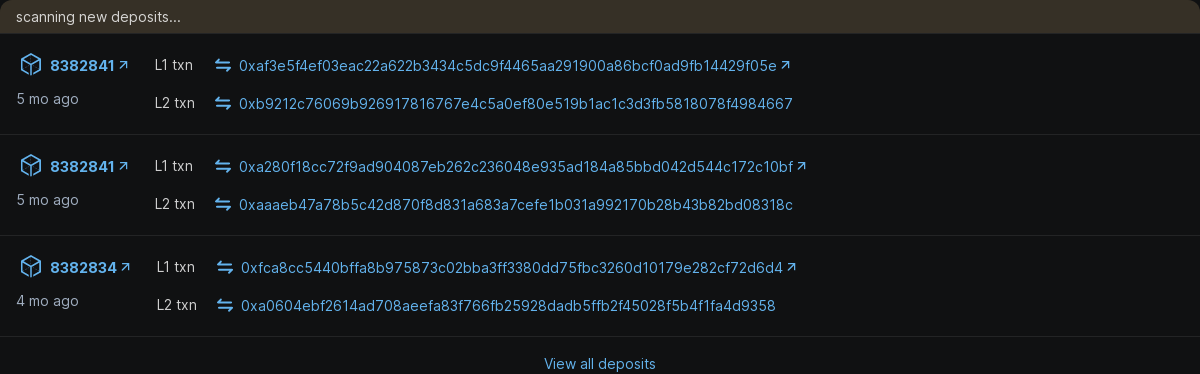 scanning new deposits...
8382841 L1 txn 0xaf3e5f4ef03eac22a622b3434c5dc9f4465aa291900a86bcf0ad9fb14429f05e
5 mo ago L2 txn 0xb9212c76069b926917816767e4c5a0ef80e519b1ac1c3d3fb5818078f4984667
8382841 L1 txn 0xa280f18cc72f9ad904087eb262c236048e935ad184a85bbd042d544c172c10bf
5 mo ago L2 txn 0xaaaeb47a78b5c42d870f8d831a683a7cefe1b031a992170b28b43b82bd08318c
8382834 L1 txn 0xfca8cc5440bffa8b975873c02bba3ff3380dd75fbc3260d10179e282cf72d6d4
4 mo ago L2 txn 0xa0604ebf2614ad708aeefa83f766fb25928dadb5ffb2f45028f5b4f1fa4d9358
View all deposits